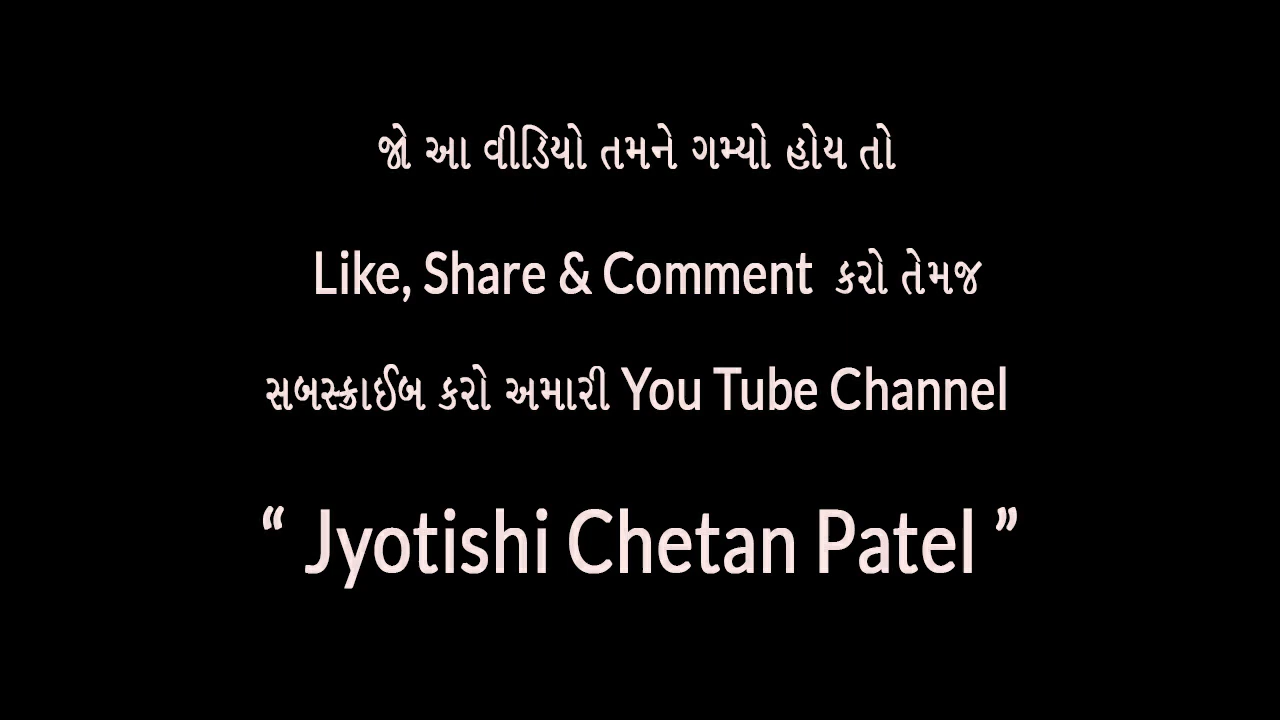 જો આ વીડિયો તમને ગમ્યો હોય તો
Like, Share & Comment કરો તેમજ
સબસ્ક્રાઈબ કરો અમારી You Tube Channel
“ Jyotishi Chetan Patel ”